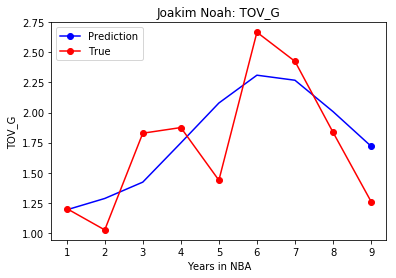 Joakim Noah: TOV_G
Prediction
True
2.75
2.50
2.25
2.00
1.75
1.50
1.25
1.00
TOV_G
1 2 3 4 5 6 7 8 9
Years in NBA